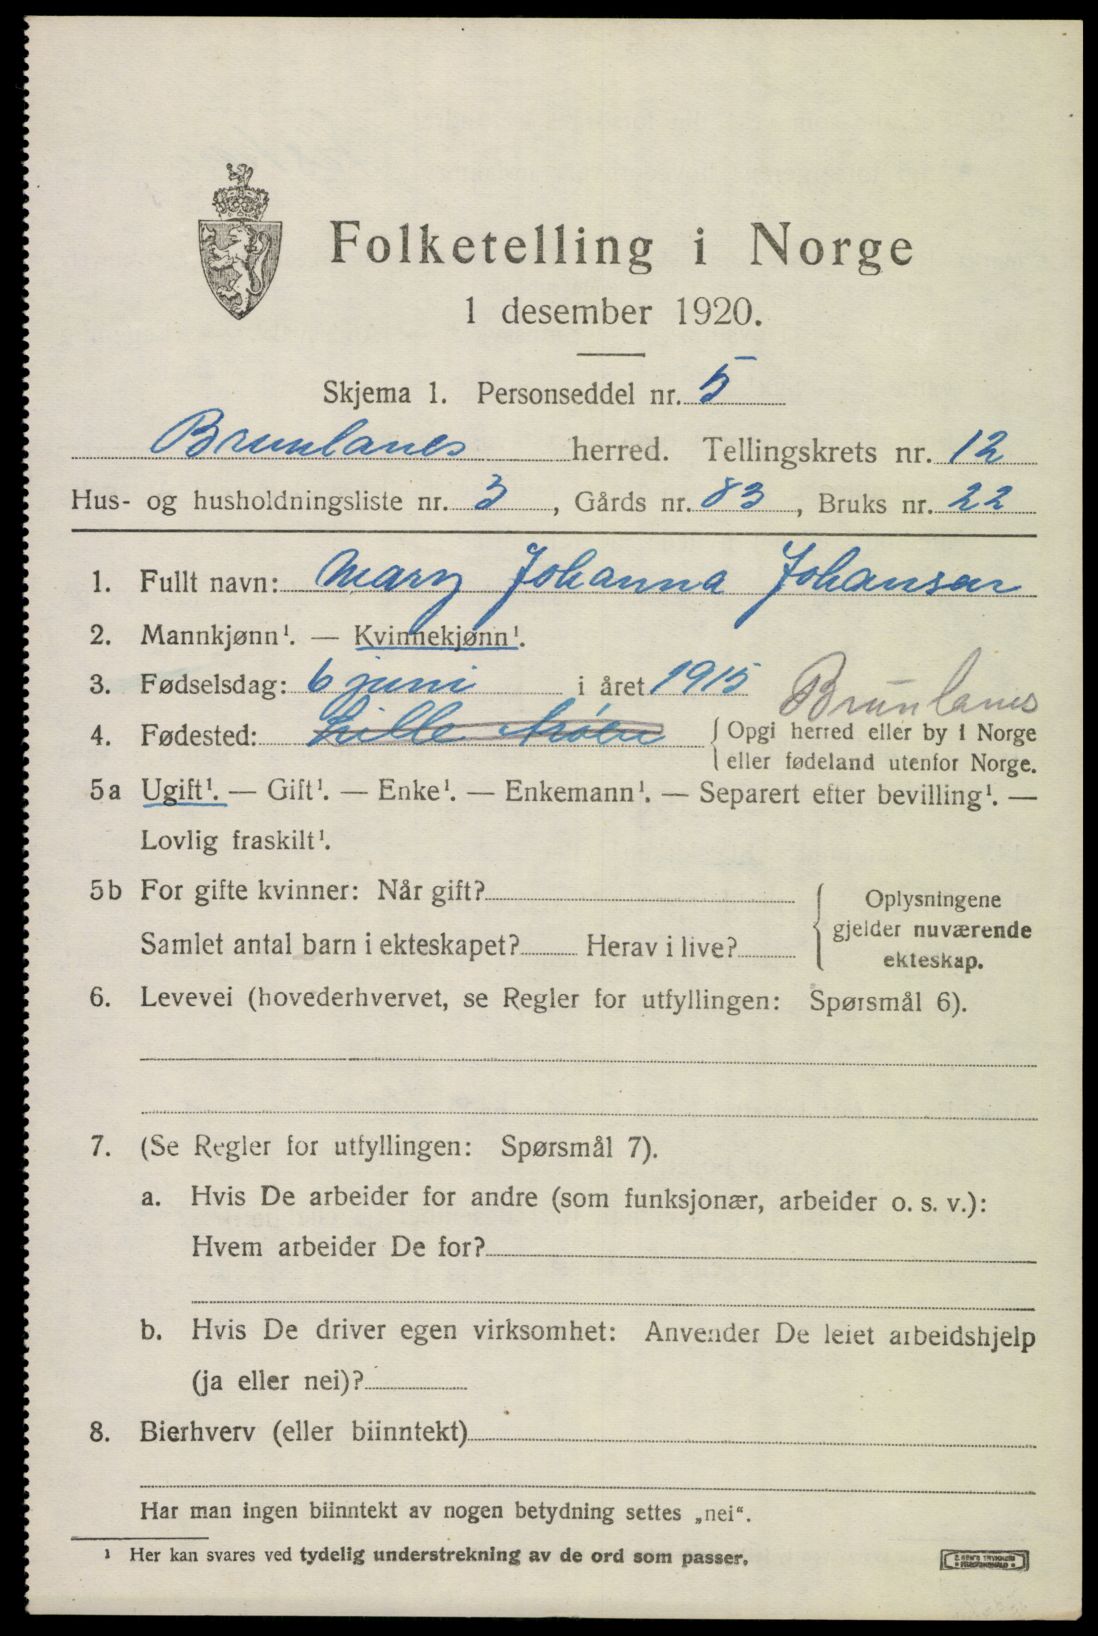 Folketelling i Norge
1 desember 1920.
Skjema 1. Personseddel nr. 5
Brunlanes herred. Tellingskrets nr. 12
Hus- og husholdningsliste nr. 3, Gårds nr. 83, Bruks nr. 22
1. Fullt navn: Mary Johanna Johansen
2. Mannkjønn¹. — Kvinnekjønn¹.
3. Fødselsdag: 6 juni i året 1915
Brunlanes
4. Fødested: Lille { Opgi herred eller by i Norge
eller fødeland utenfor Norge.
5a Ugift¹. — Gift¹. — Enke¹. — Enkemann¹. — Separert efter bevilling¹. —
Lovlig fraskilt¹.
5b For gifte kvinner: Når gift?
Samlet antal barn i ekteskapet? Herav i live?
Oplysningene
gjelder nuværende
ekteskap.
6. Levevei (hovederhvervet, se Regler for utfyllingen: Spørsmål 6).
7. (Se Regler for utfyllingen: Spørsmål 7).
a. Hvis De arbeider for andre (som funksjonær, arbeider o. s. v.):
Hvem arbeider De for?
b. Hvis De driver egen virksomhet: Anvender De leiet arbeidshjelp
(ja eller nei)?
8. Bierhverv (eller biinntekt)
Har man ingen biinntekt av nogen betydning settes „nei“.
¹ Her kan svares ved tydelig understrekning av de ord som passer.